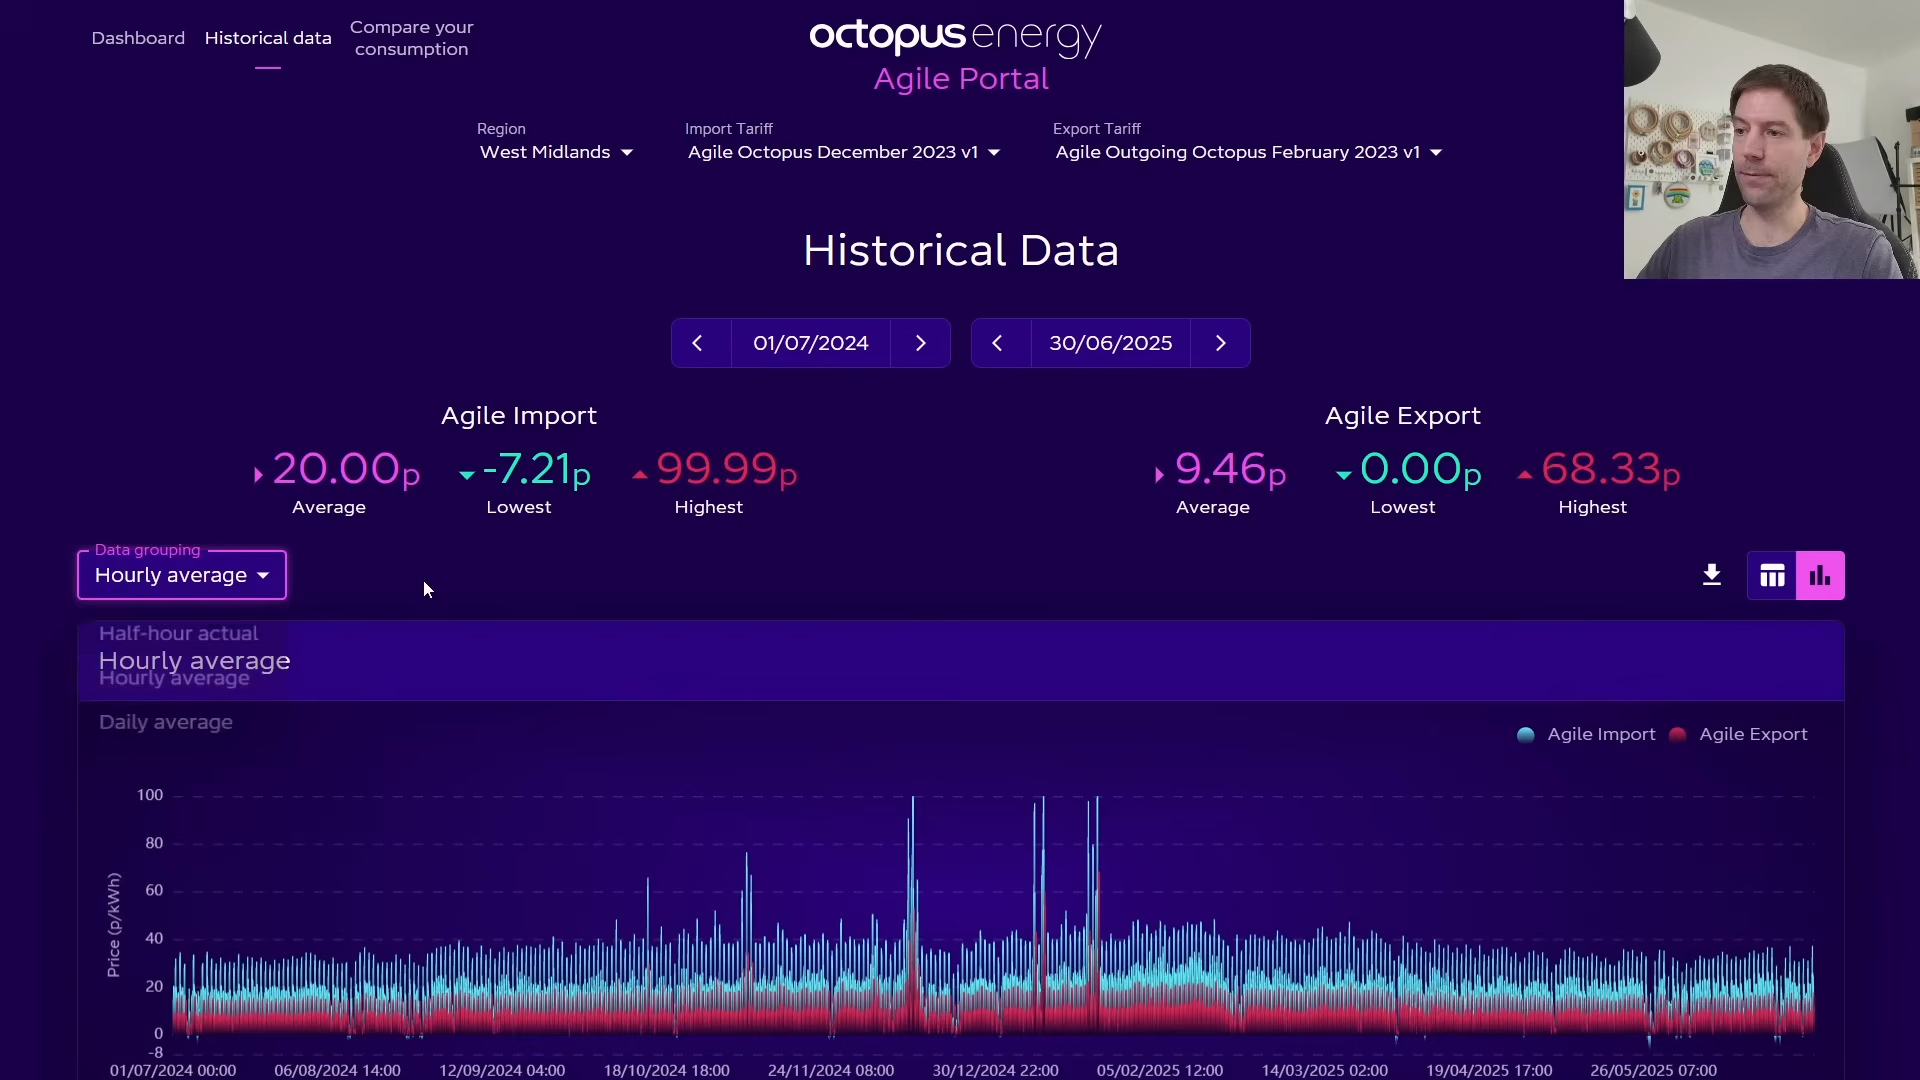 Dashboard
Historical data
Compare your
consumption
octopus energy
Agile Portal
Region
West Midlands
Import Tariff
Agile Octopus December 2023 v1
Export Tariff
Agile Outgoing Octopus February 2023 v1
Historical Data
01/07/2024
30/06/2025
Agile Import
20.00p
Average
-7.21p
Lowest
99.99p
Highest
Agile Export
9.46p
Average
0.00p
Lowest
68.33p
Highest
Data grouping
Hourly average
Half-hour actual
Hourly average
Hourly average
Daily average
Agile Import
Agile Export
Price (p/kWh)
100
80
60
40
20
0
-8
01/07/2024 00:00
06/08/2024 14:00
12/09/2024 04:00
18/10/2024 18:00
24/11/2024 08:00
30/12/2024 22:00
05/02/2025 12:00
14/03/2025 02:00
19/04/2025 17:00
26/05/2025 07:00